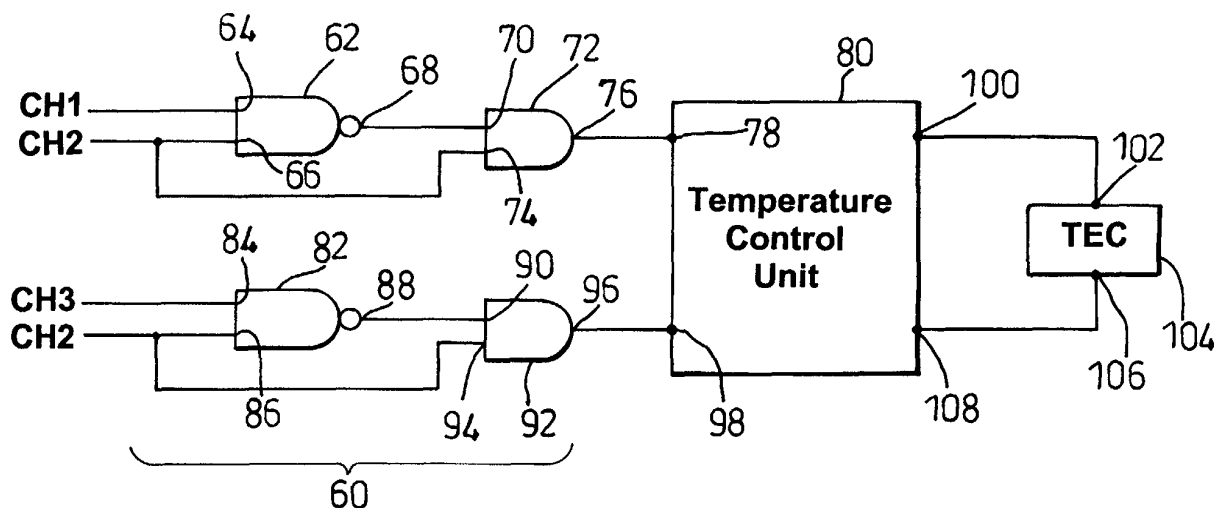 64 62 68 70 72 76 80 100
CH1
CH2
66 74 78 102
Temperature
Control
Unit
TEC
84 82 88 90 96
CH3
CH2
86 94 92 98 108 106 104
60